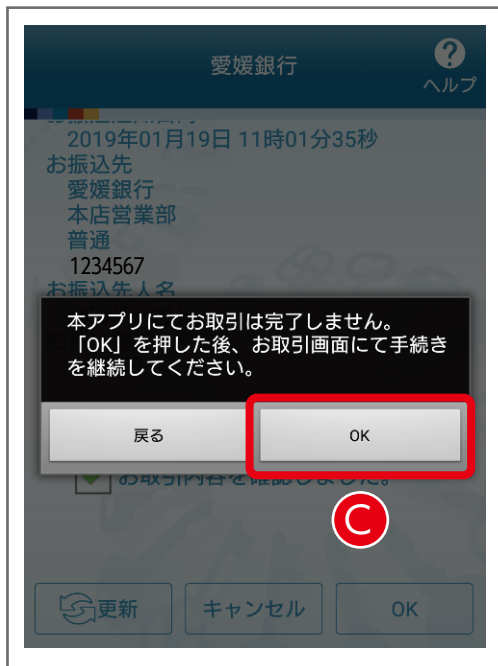 愛媛銀行
?
ヘルプ
2019年01月19日 11時01分35秒
お振込先
愛媛銀行
本店営業部
普通
1234567
お振込先人名
本アプリにてお取引は完了しません。
「OK」を押した後、お取引画面にて手続き
を継続してください。
戻る
OK
お取引内容を確認しました。
C
更新
キャンセル
OK